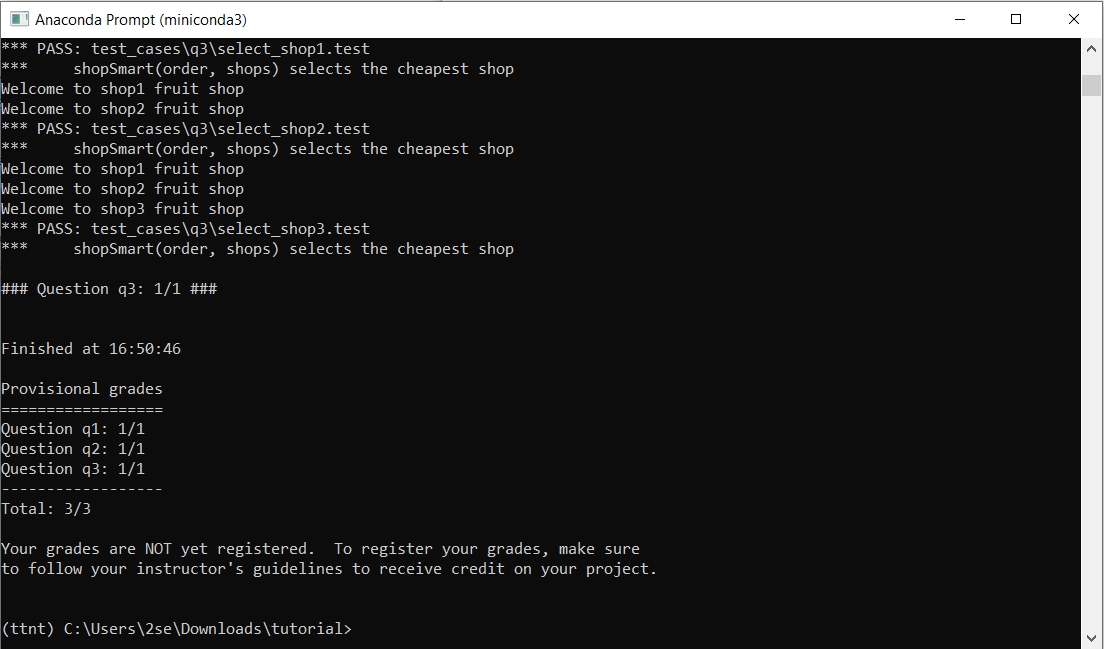 Anaconda Prompt (miniconda3)
*** PASS: test_cases\q3\select_shop1.test
***     shopSmart(order, shops) selects the cheapest shop
Welcome to shop1 fruit shop
Welcome to shop2 fruit shop
*** PASS: test_cases\q3\select_shop2.test
***     shopSmart(order, shops) selects the cheapest shop
Welcome to shop1 fruit shop
Welcome to shop2 fruit shop
Welcome to shop3 fruit shop
*** PASS: test_cases\q3\select_shop3.test
***     shopSmart(order, shops) selects the cheapest shop
### Question q3: 1/1 ###
Finished at 16:50:46
Provisional grades
==================
Question q1: 1/1
Question q2: 1/1
Question q3: 1/1
------------------
Total: 3/3
Your grades are NOT yet registered.  To register your grades, make sure
to follow your instructor's guidelines to receive credit on your project.
(ttnt) C:\Users\2se\Downloads\tutorial>